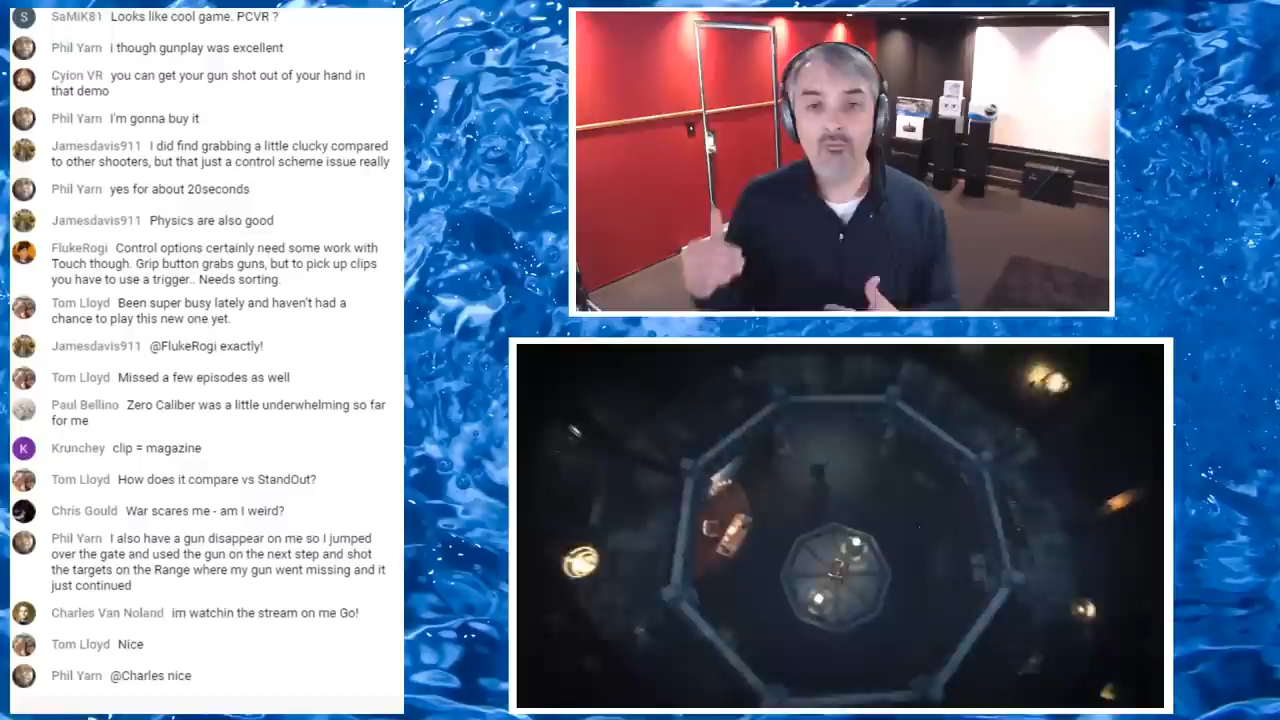 SaMiK81 Looks like cool game. PCVR ?
Phil Yarn i though gunplay was excellent
Cyion VR you can get your gun shot out of your hand in
that demo
Phil Yarn I'm gonna buy it
Jamesdavis911 I did find grabbing a little clucky compared
to other shooters, but that just a control scheme issue really
Phil Yarn yes for about 20seconds
Jamesdavis911 Physics are also good
FlukeRogi Control options certainly need some work with
Touch though. Grip button grabs guns, but to pick up clips
you have to use a trigger.. Needs sorting.
Tom Lloyd Been super busy lately and haven't had a
chance to play this new one yet.
Jamesdavis911 @FlukeRogi exactly!
Tom Lloyd Missed a few episodes as well
Paul Bellino Zero Caliber was a little underwhelming so far
for me
K Krunchey clip = magazine
Tom Lloyd How does it compare vs StandOut?
Chris Gould War scares me - am I weird?
Phil Yarn I also have a gun disappear on me so I jumped
over the gate and used the gun on the next step and shot
the targets on the Range where my gun went missing and it
just continued
Charles Van Noland im watchin the stream on me Go!
Tom Lloyd Nice
Phil Yarn @Charles nice